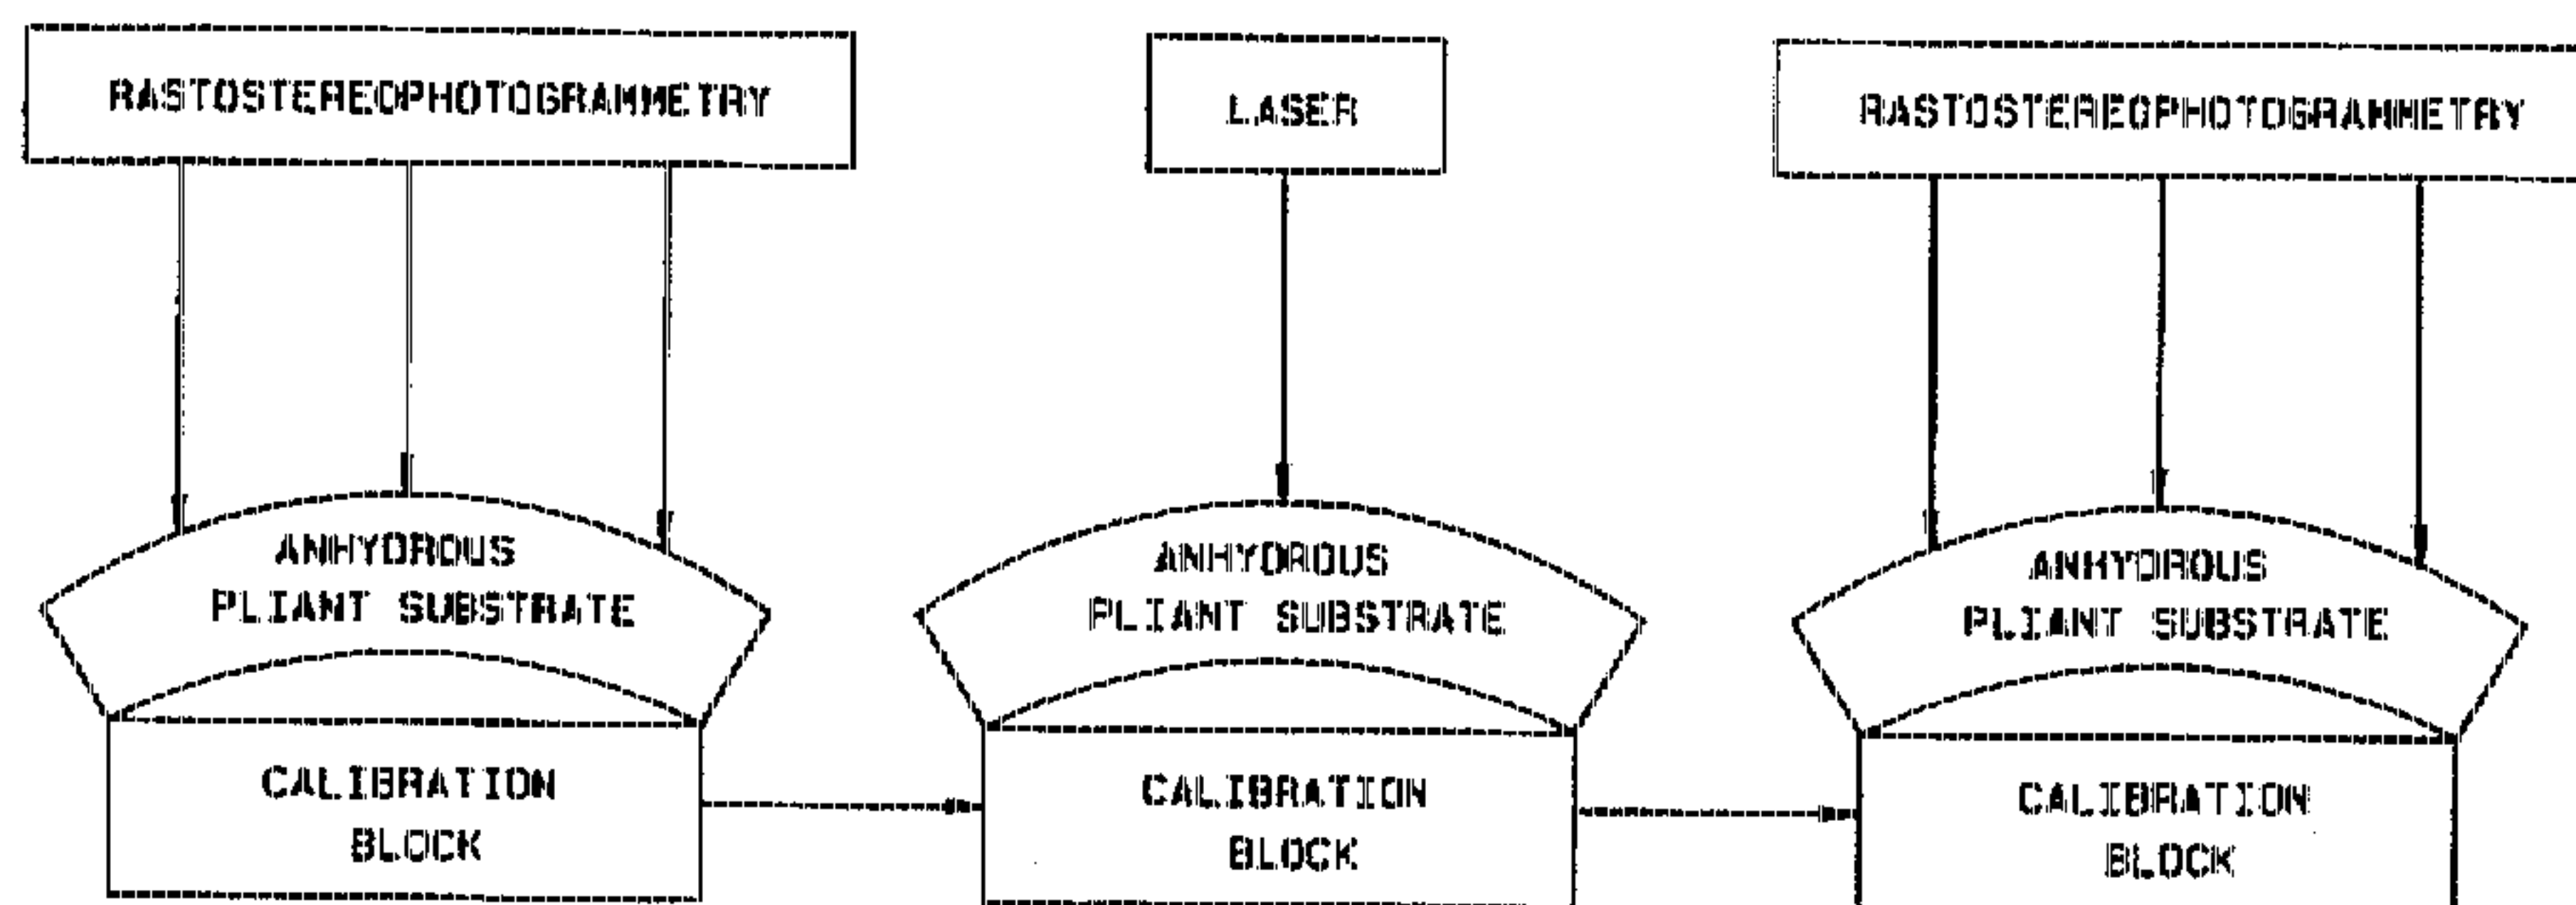 RASTOSTEREOPHOTOGRAMMETRY
LASER
RASTOSTEREOPHOTOGRAMMETRY
ANHYDROUS
PLIANT SUBSTRATE
ANHYDROUS
PLIANT SUBSTRATE
ANHYDROUS
PLIANT SUBSTRATE
CALIBRATION
BLOCK
CALIBRATION
BLOCK
CALIBRATION
BLOCK